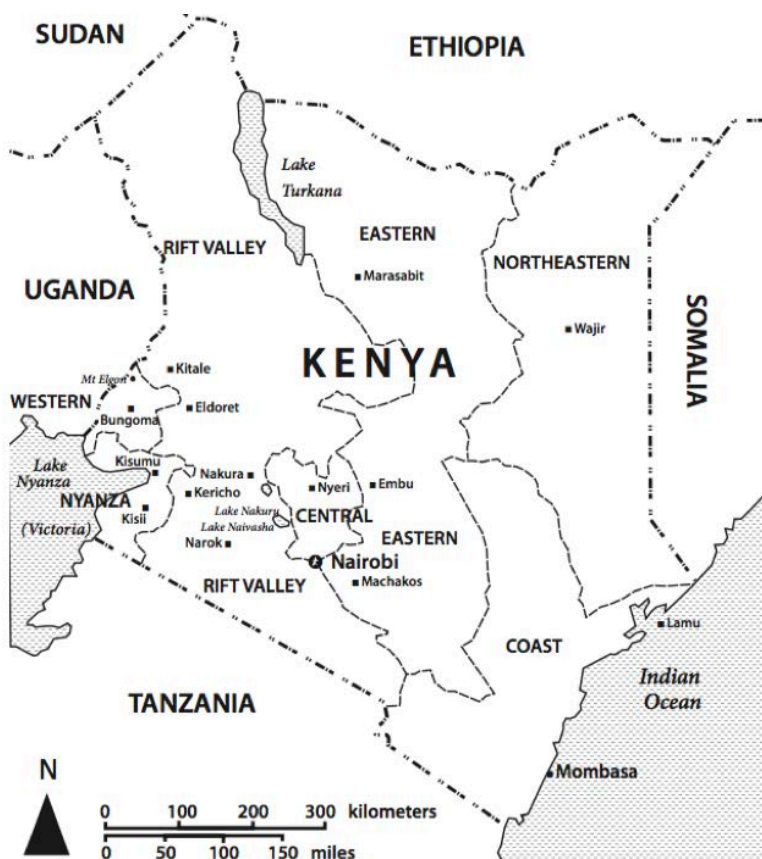 SUDAN
ETHIOPIA
Lake
Turkana
RIFT VALLEY
EASTERN
NORTHEASTERN
Marasabit
UGANDA
SOMALIA
Wajir
KENYA
Mt Elgon
Kitale
WESTERN
Bungoma
Eldoret
Lake
Nyanza
(Victoria)
Kisumu
NYANZA
Kisii
Nakura
Kericho
Lake Nakuru
Lake Naivasha
Narok
Nyeri
Embu
CENTRAL
EASTERN
Nairobi
Machakos
RIFT VALLEY
COAST
Lamu
Indian
Ocean
TANZANIA
Mombasa
N
0 100 200 300 kilometers
0 50 100 150 miles